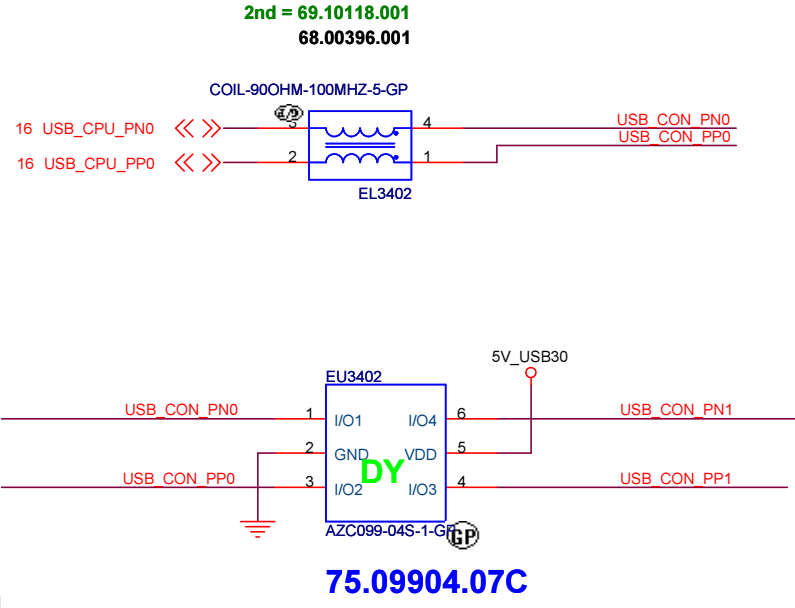 2nd = 69.10118.001
68.00396.001
COIL-90OHM-100MHZ-5-GP
3 4
16 USB_CPU_PN0
USB_CON_PN0
USB_CON_PP0
2 1
16 USB_CPU_PP0
EL3402
5V_USB30
EU3402
USB_CON_PN0 1 I/O1 I/O4 6 USB_CON_PN1
2 GND VDD 5
DY
USB_CON_PP0 3 I/O2 I/O3 4 USB_CON_PP1
AZC099-04S-1-GP
GP
75.09904.07C